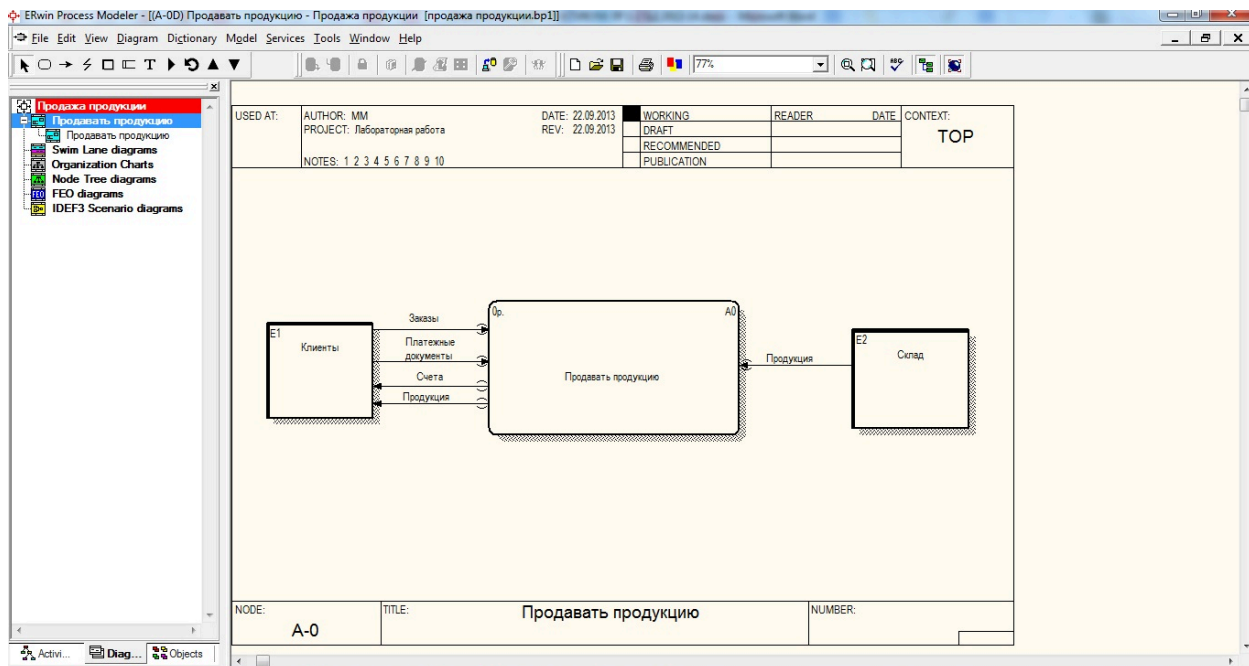 ERwin Process Modeler - [(A-0D) Продавать продукцию - Продажа продукции [продажа продукции.bp1]]
File Edit View Diagram Dictionary Model Services Tools Window Help
77%
Продажа продукции
Продавать продукцию
Продавать продукцию
Swim Lane diagrams
Organization Charts
Node Tree diagrams
FEO diagrams
IDEF3 Scenario diagrams
Activi... Diag... Objects
USED AT: AUTHOR: MM DATE: 22.09.2013 WORKING READER DATE CONTEXT:
PROJECT: Лабораторная работа REV: 22.09.2013 DRAFT
TOP
RECOMMENDED
NOTES: 1 2 3 4 5 6 7 8 9 10 PUBLICATION
E1
Клиенты
Заказы
Платежные
документы
Счета
Продукция
0р. A0
Продавать продукцию
Продукция
E2
Склад
NODE: TITLE: Продавать продукцию NUMBER:
A-0